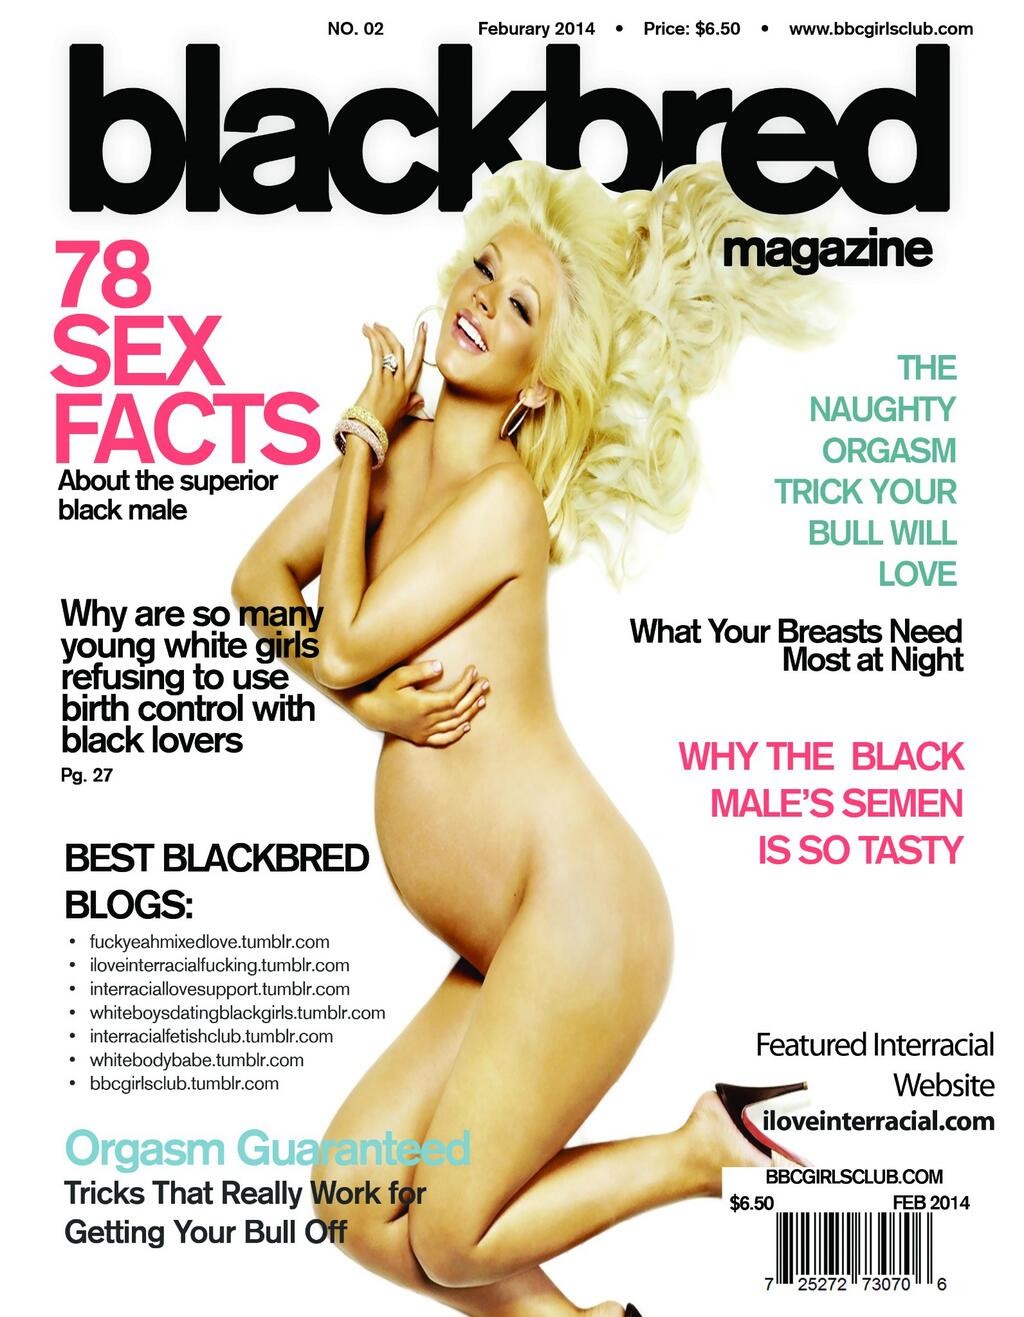 NO. 02 Feburary 2014 • Price: $6.50 • www.bbcgirlsclub.com
blackbred
magazine
78
SEX
FACTS
About the superior
black male
Why are so many
young white girls
refusing to use
birth control with
black lovers
Pg. 27
BEST BLACKBRED
BLOGS:
• fuckyeahmixedlove.tumblr.com
• iloveinterracialfucking.tumblr.com
• interraciallovesupport.tumblr.com
• whiteboysdatingblackgirls.tumblr.com
• interracialfetishclub.tumblr.com
• whitebodybabe.tumblr.com
• bbcgirlsclub.tumblr.com
Orgasm Guaranteed
Tricks That Really Work for
Getting Your Bull Off
THE
NAUGHTY
ORGASM
TRICK YOUR
BULL WILL
LOVE
What Your Breasts Need
Most at Night
WHY THE BLACK
MALE'S SEMEN
IS SO TASTY
Featured Interracial
Website
iloveinterracial.com
BBCGIRLSCLUB.COM
$6.50 FEB 2014
7 25272 73070 6